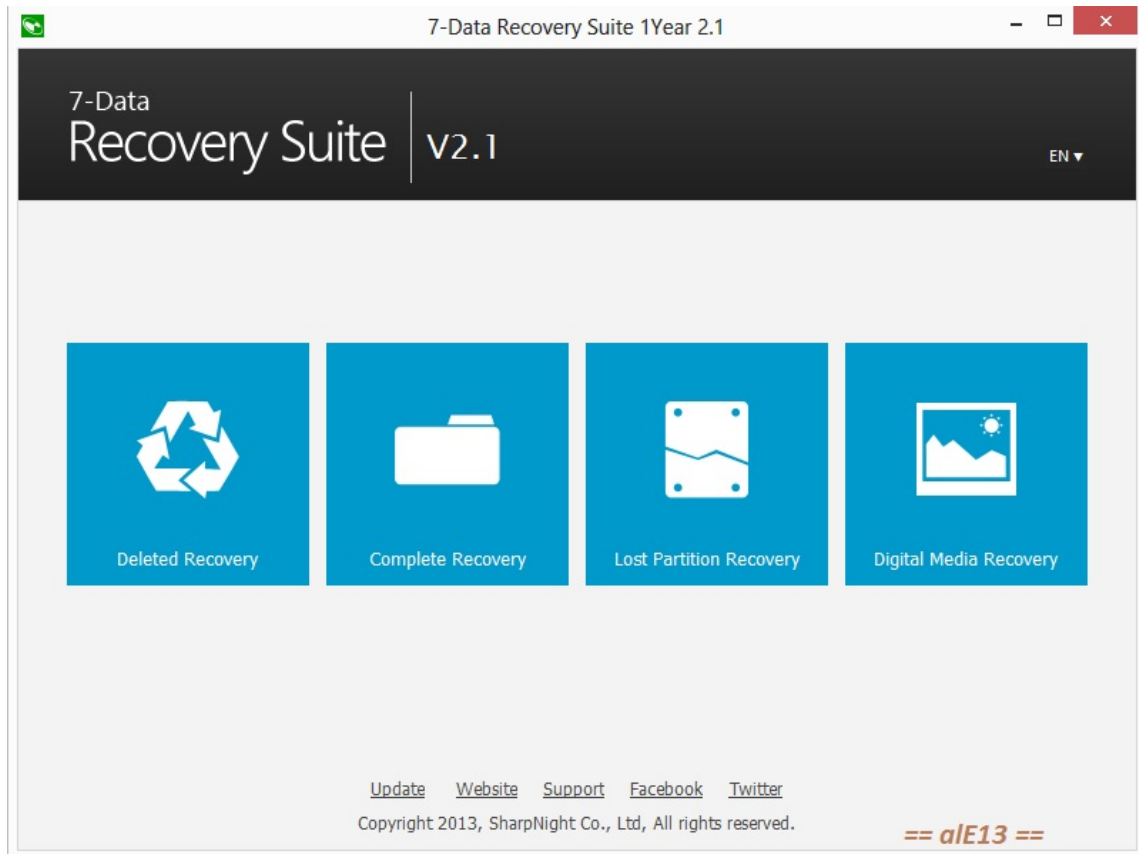 7-Data Recovery Suite 1Year 2.1
7-Data
Recovery Suite
V2.1
EN
Deleted Recovery
Complete Recovery
Lost Partition Recovery
Digital Media Recovery
Update Website Support Facebook Twitter
Copyright 2013, SharpNight Co., Ltd, All rights reserved.
== alE13 ==